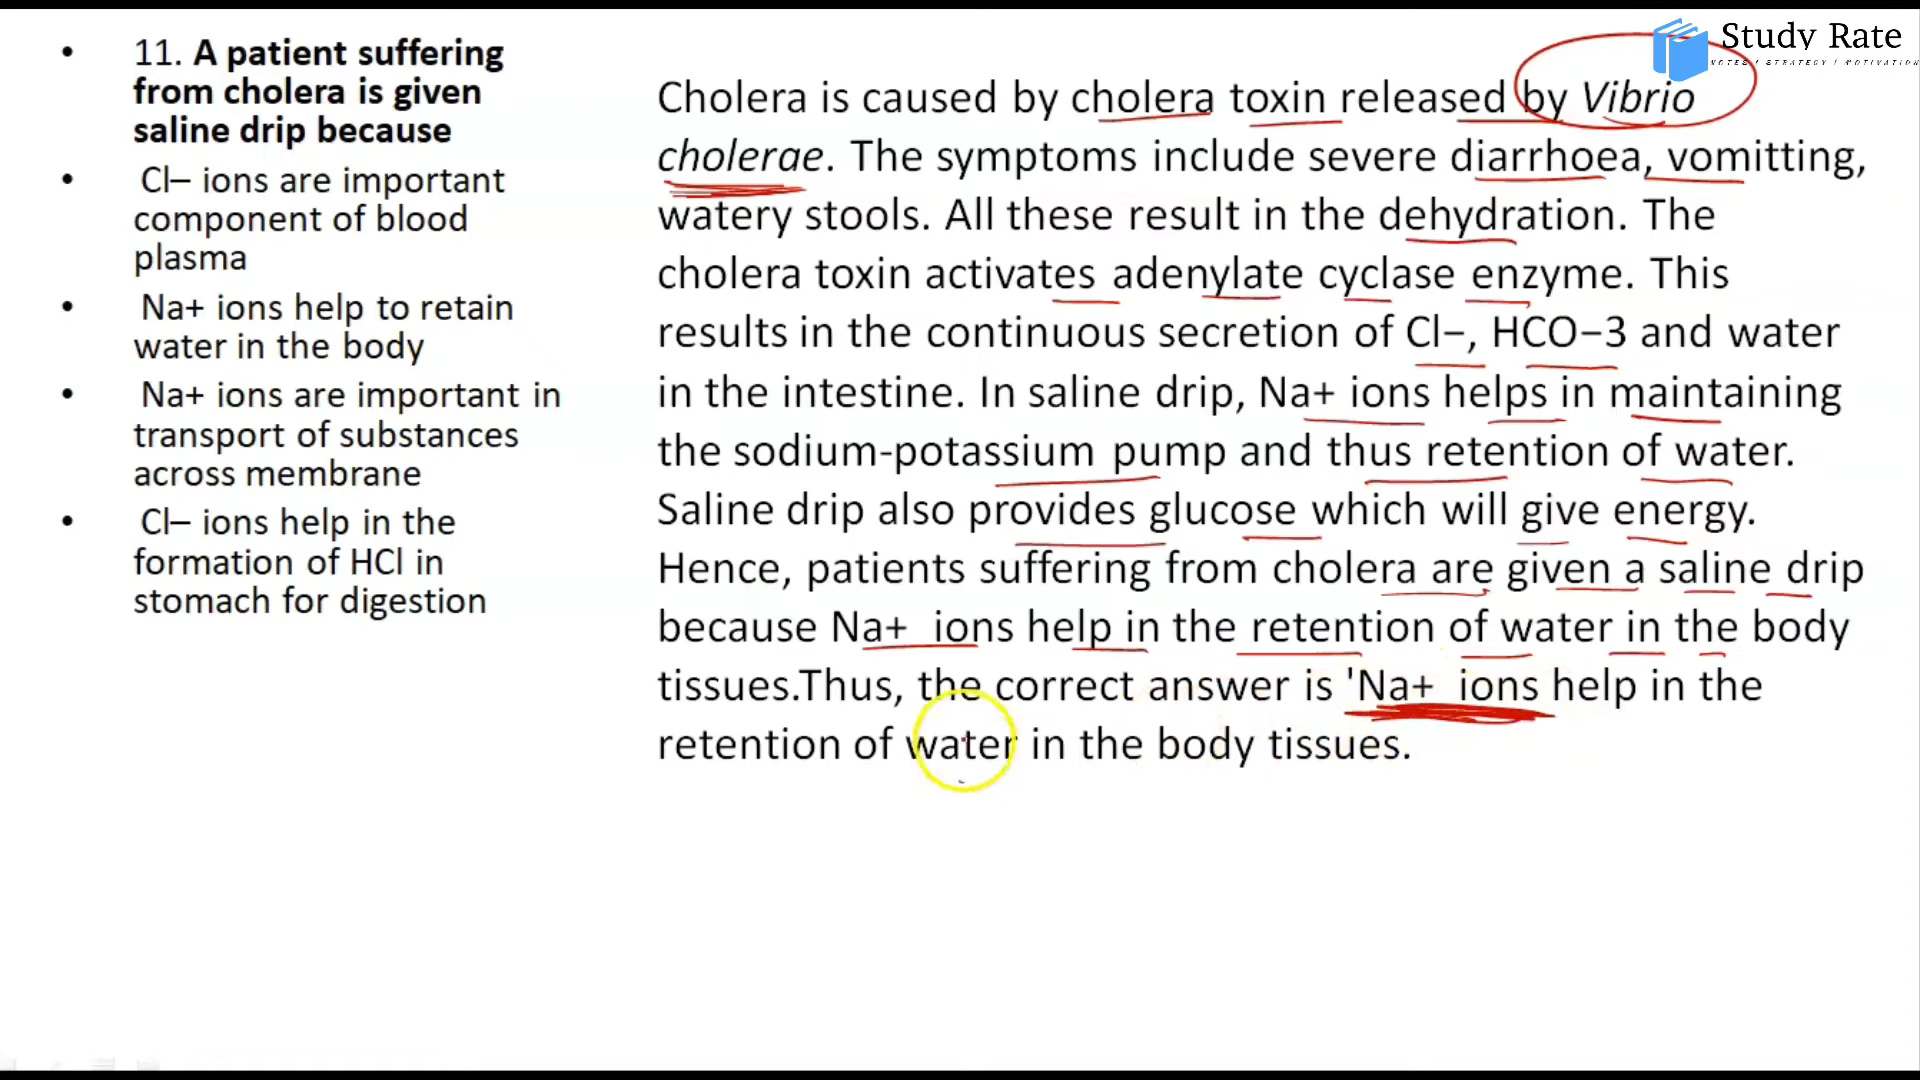 11. A patient suffering
from cholera is given
saline drip because
Cl– ions are important
component of blood
plasma
Na+ ions help to retain
water in the body
Na+ ions are important in
transport of substances
across membrane
Cl– ions help in the
formation of HCl in
stomach for digestion
Study Rate
NOTES / STRATEGY / MOTIVATION
Cholera is caused by cholera toxin released by Vibrio
cholerae. The symptoms include severe diarrhoea, vomitting,
watery stools. All these result in the dehydration. The
cholera toxin activates adenylate cyclase enzyme. This
results in the continuous secretion of Cl−, HCO−3 and water
in the intestine. In saline drip, Na+ ions helps in maintaining
the sodium-potassium pump and thus retention of water.
Saline drip also provides glucose which will give energy.
Hence, patients suffering from cholera are given a saline drip
because Na+  ions help in the retention of water in the body
tissues.Thus, the correct answer is 'Na+  ions help in the
retention of water in the body tissues.